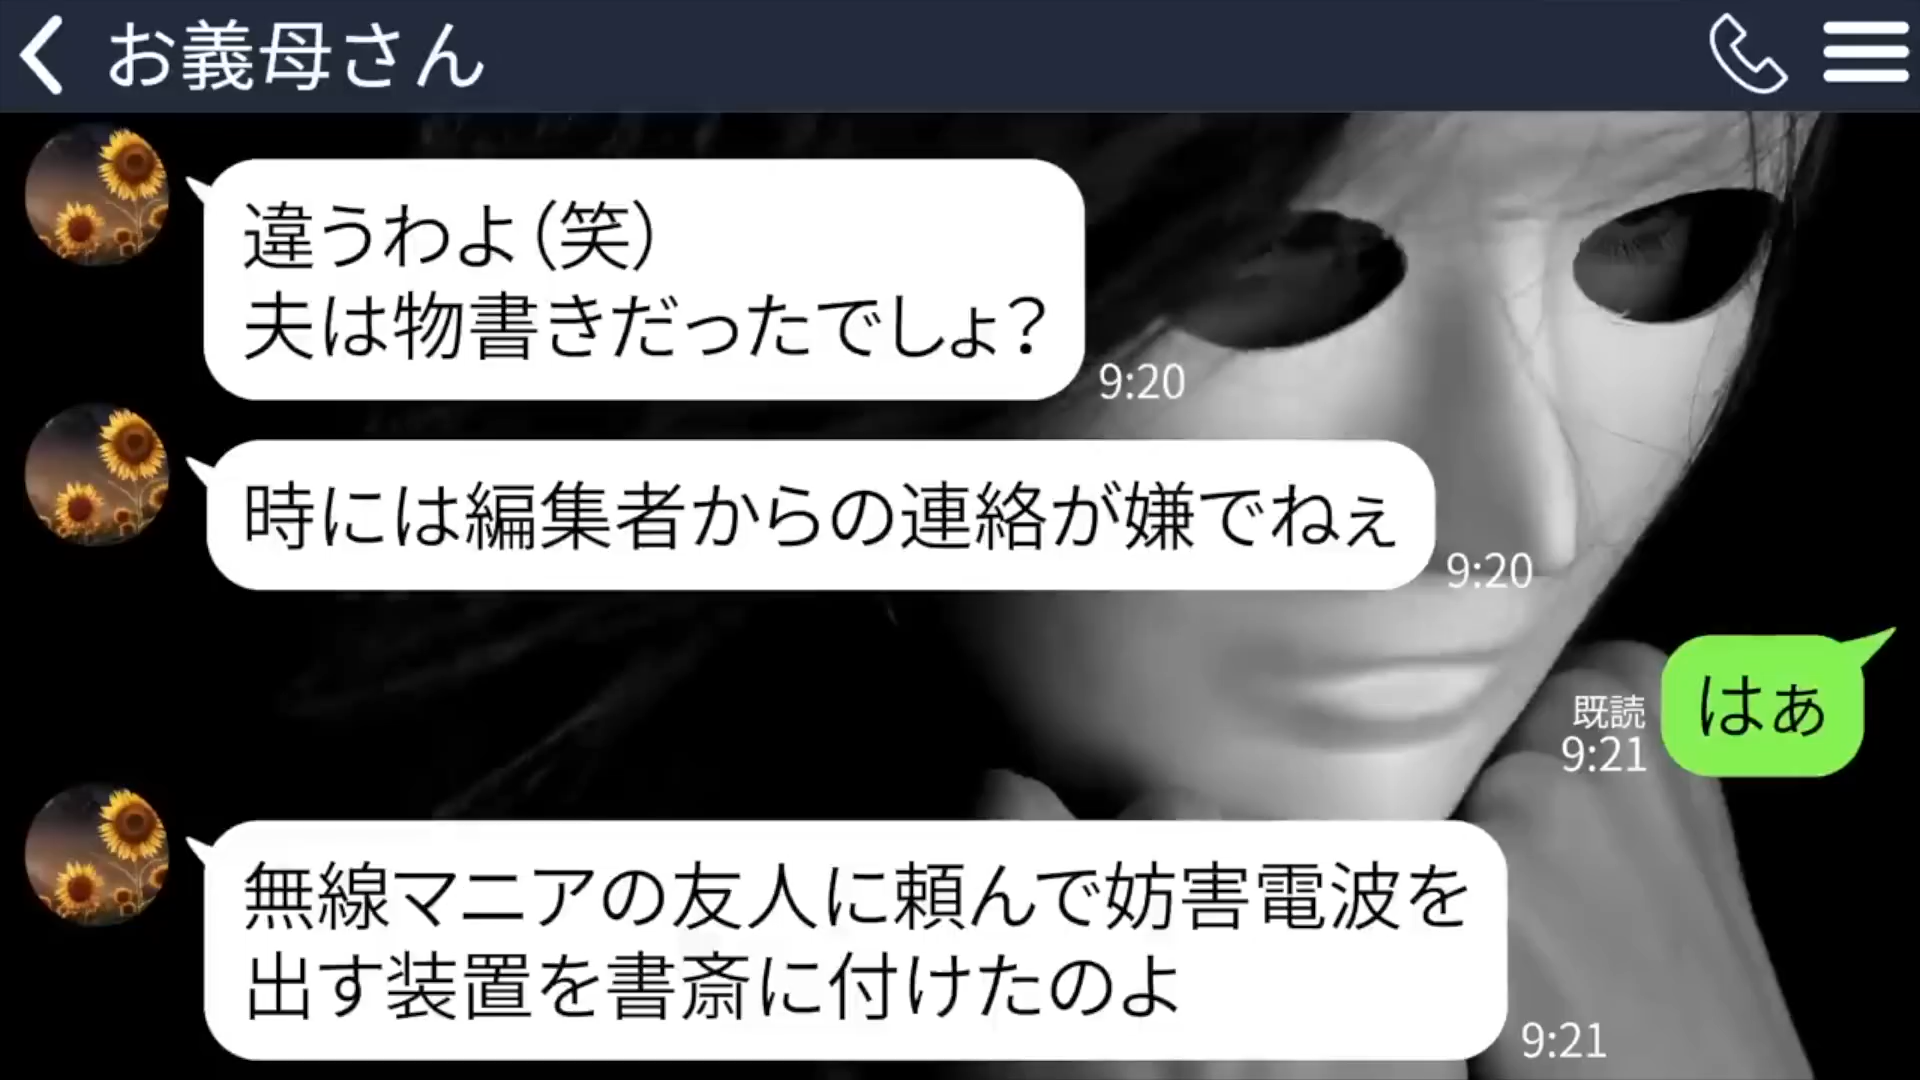 お義母さん
違うわよ（笑）
夫は物書きだったでしょ？
9:20
時には編集者からの連絡が嫌でねぇ
9:20
はぁ
既読
9:21
無線マニアの友人に頼んで妨害電波を
出す装置を書斎に付けたのよ
9:21